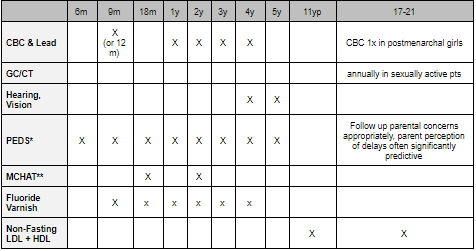 6m 9m 18m 1y 2y 3y 4y 5y 11yp 17-21
CBC & Lead X (or 12 m) X X X X CBC 1x in postmenarchal girls
GC/CT annually in sexually active pts
Hearing, Vision X X
PEDS* X X X X X X X X Follow up parental concerns appropriately, parent perception of delays often significantly predictive
MCHAT** X X
Fluoride Varnish X x x x x x
Non-Fasting LDL + HDL X X